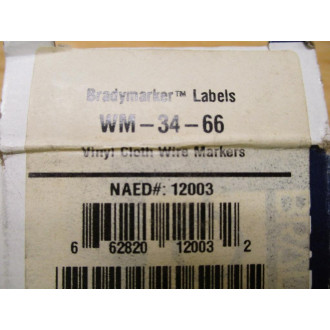 Bradymarker™ Labels
WM-34-66
Vinyl Cloth Wire Markers
NAED#: 12003
6 62820 12003 2